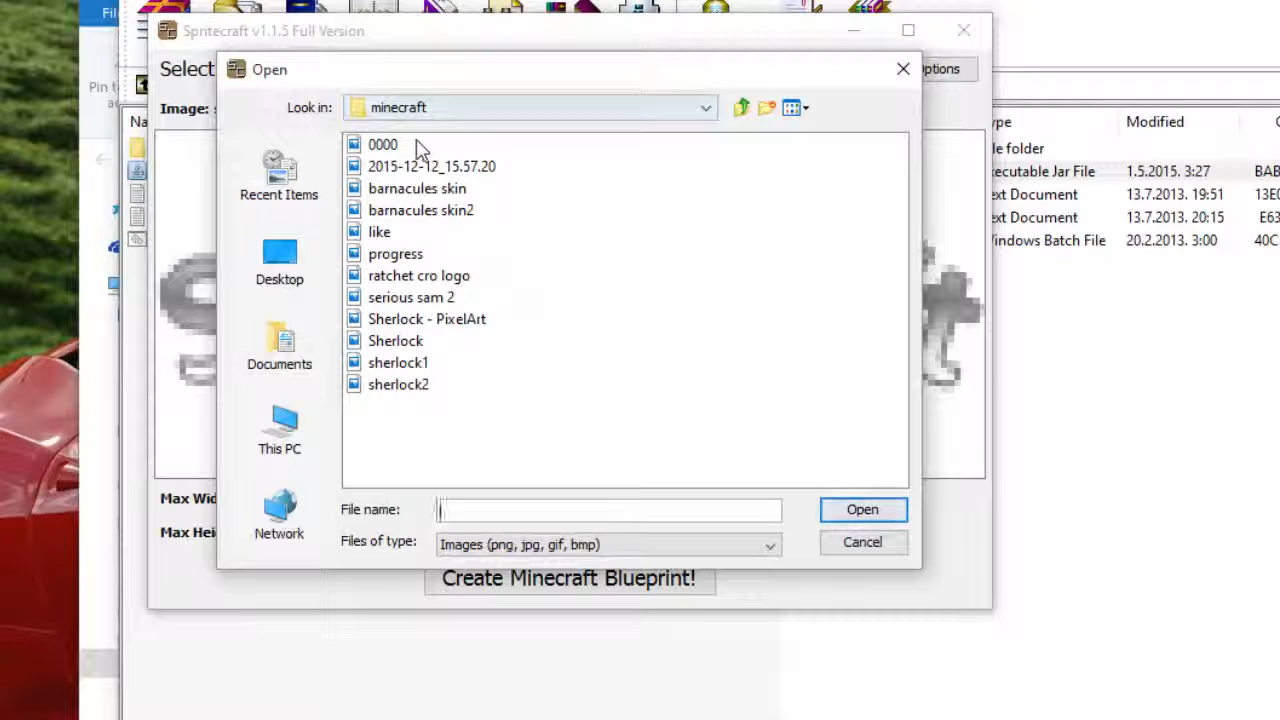 File
Spritecraft v1.1.5 Full Version
Select
Open
ptions
Pin t
a
Image: s
Look in:
minecraft
Na
ype
Modified
0000
2015-12-12_15.57.20
barnacules skin
barnacules skin2
like
progress
ratchet cro logo
serious sam 2
Sherlock - PixelArt
Sherlock
sherlock1
sherlock2
Recent Items
Desktop
Documents
This PC
Network
le folder
ecutable Jar File
1.5.2015. 3:27
BAB
ext Document
13.7.2013. 19:51
13E0
ext Document
13.7.2013. 20:15
E63
indows Batch File
20.2.2013. 3:00
40C
Max Wid
Max Hei
File name:
Open
Files of type:
Images (png, jpg, gif, bmp)
Cancel
Create Minecraft Blueprint!